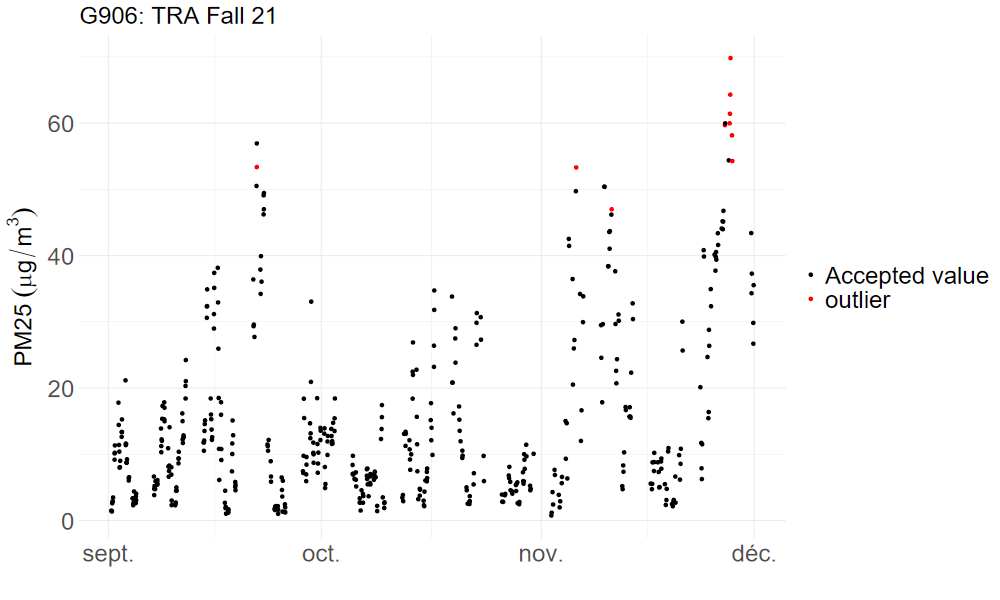 G906: TRA Fall 21
PM25 (μg/m³)
60
40
20
0
sept.
oct.
nov.
déc.
Accepted value
outlier